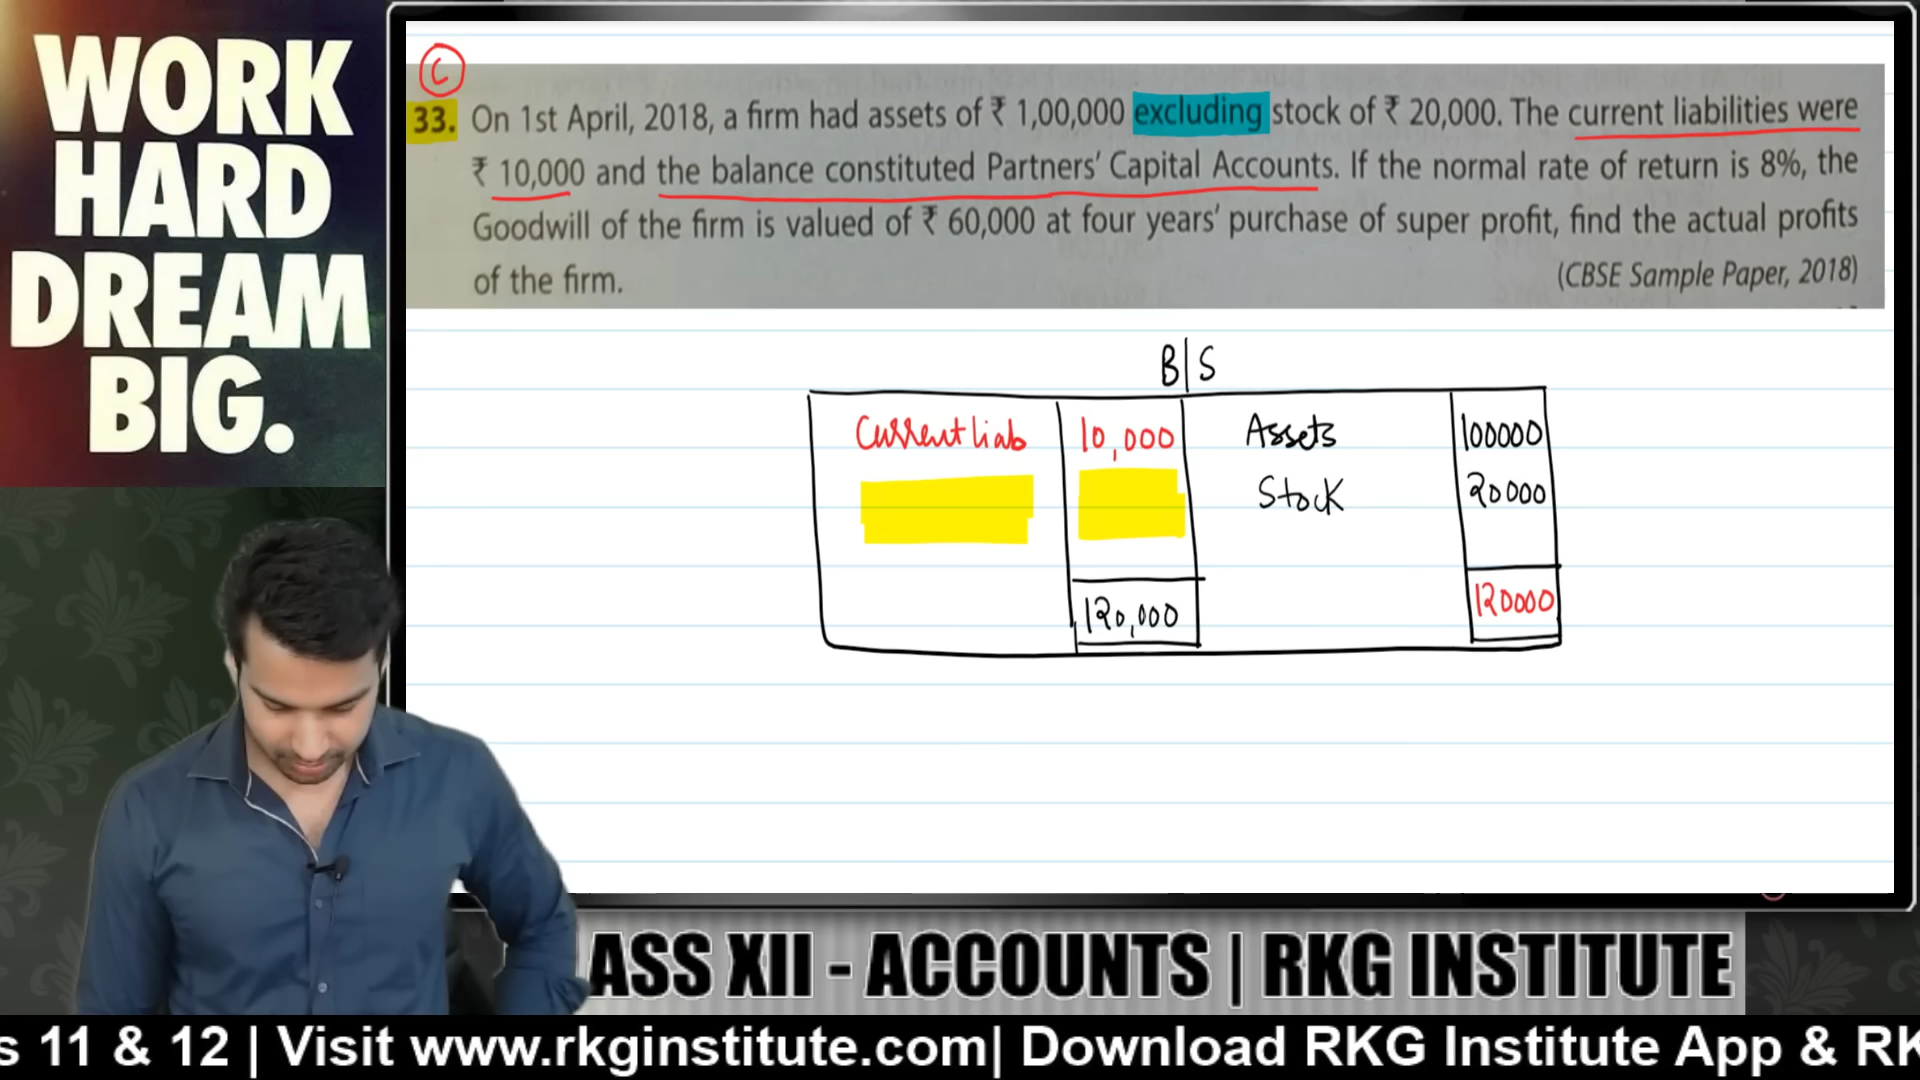 WORK
HARD
DREAM
BIG.
C
33. On 1st April, 2018, a firm had assets of ₹ 1,00,000 excluding stock of ₹ 20,000. The current liabilities were
₹ 10,000 and the balance constituted Partners' Capital Accounts. If the normal rate of return is 8%, the
Goodwill of the firm is valued of ₹ 60,000 at four years' purchase of super profit, find the actual profits
of the firm. (CBSE Sample Paper, 2018)
B|S
Current liab 10,000 Assets 100000
Stock 20000
120,000 120000
ASS XII - ACCOUNTS | RKG INSTITUTE
s 11 & 12 | Visit www.rkginstitute.com| Download RKG Institute App & RK